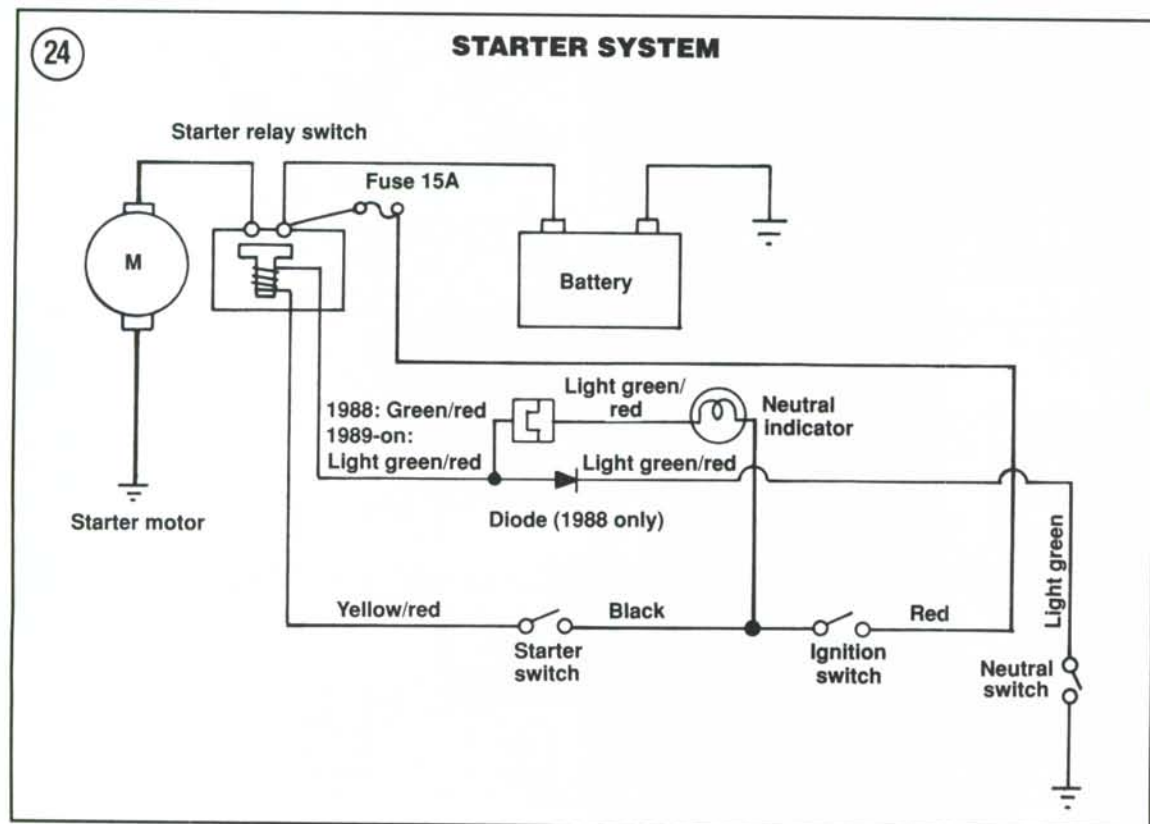 24
STARTER SYSTEM
Starter relay switch
Fuse 15A
M
Battery
Light green/
red
Neutral
indicator
1988: Green/red
1989-on:
Light green/red
Light green/red
Starter motor
Diode (1988 only)
Light green
Yellow/red
Black
Red
Starter
switch
Ignition
switch
Neutral
switch